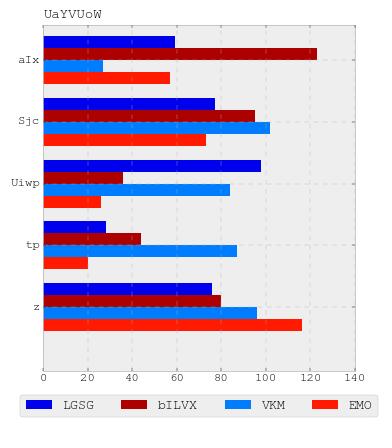 UaYVUoW
aIx
Sjc
Uiwp
tp
z
0 20 40 60 80 100 120 140
LGSG bILVX VKM EMO